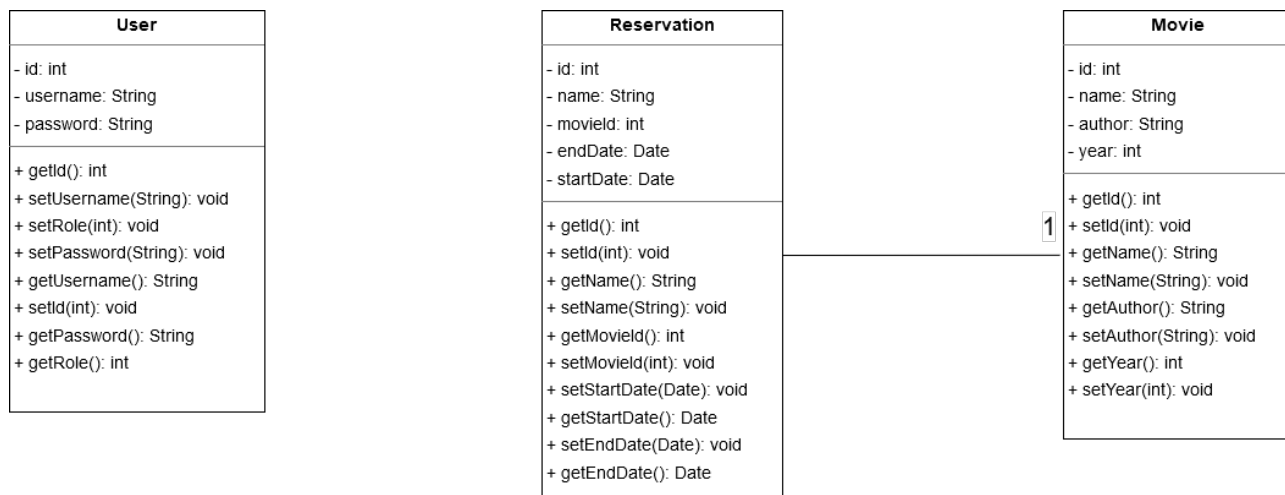 User
- id: int
- username: String
- password: String
+ getId(): int
+ setUsername(String): void
+ setRole(int): void
+ setPassword(String): void
+ getUsername(): String
+ setId(int): void
+ getPassword(): String
+ getRole(): int
Reservation
- id: int
- name: String
- movieId: int
- endDate: Date
- startDate: Date
+ getId(): int
+ setId(int): void
+ getName(): String
+ setName(String): void
+ getMovieId(): int
+ setMovieId(int): void
+ setStartDate(Date): void
+ getStartDate(): Date
+ setEndDate(Date): void
+ getEndDate(): Date
1
Movie
- id: int
- name: String
- author: String
- year: int
+ getId(): int
+ setId(int): void
+ getName(): String
+ setName(String): void
+ getAuthor(): String
+ setAuthor(String): void
+ getYear(): int
+ setYear(int): void